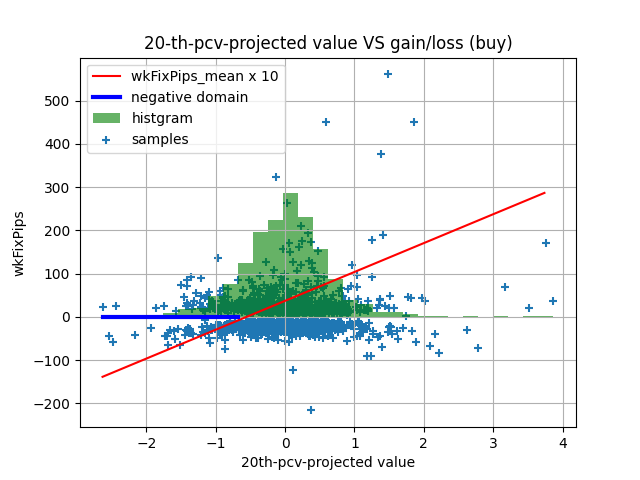 20-th-pcv-projected value VS gain/loss (buy)
wkFixPips_mean x 10
negative domain
histgram
samples
wkFixPips
500
400
300
200
100
0
−100
−200
−2 −1 0 1 2 3 4
20th-pcv-projected value